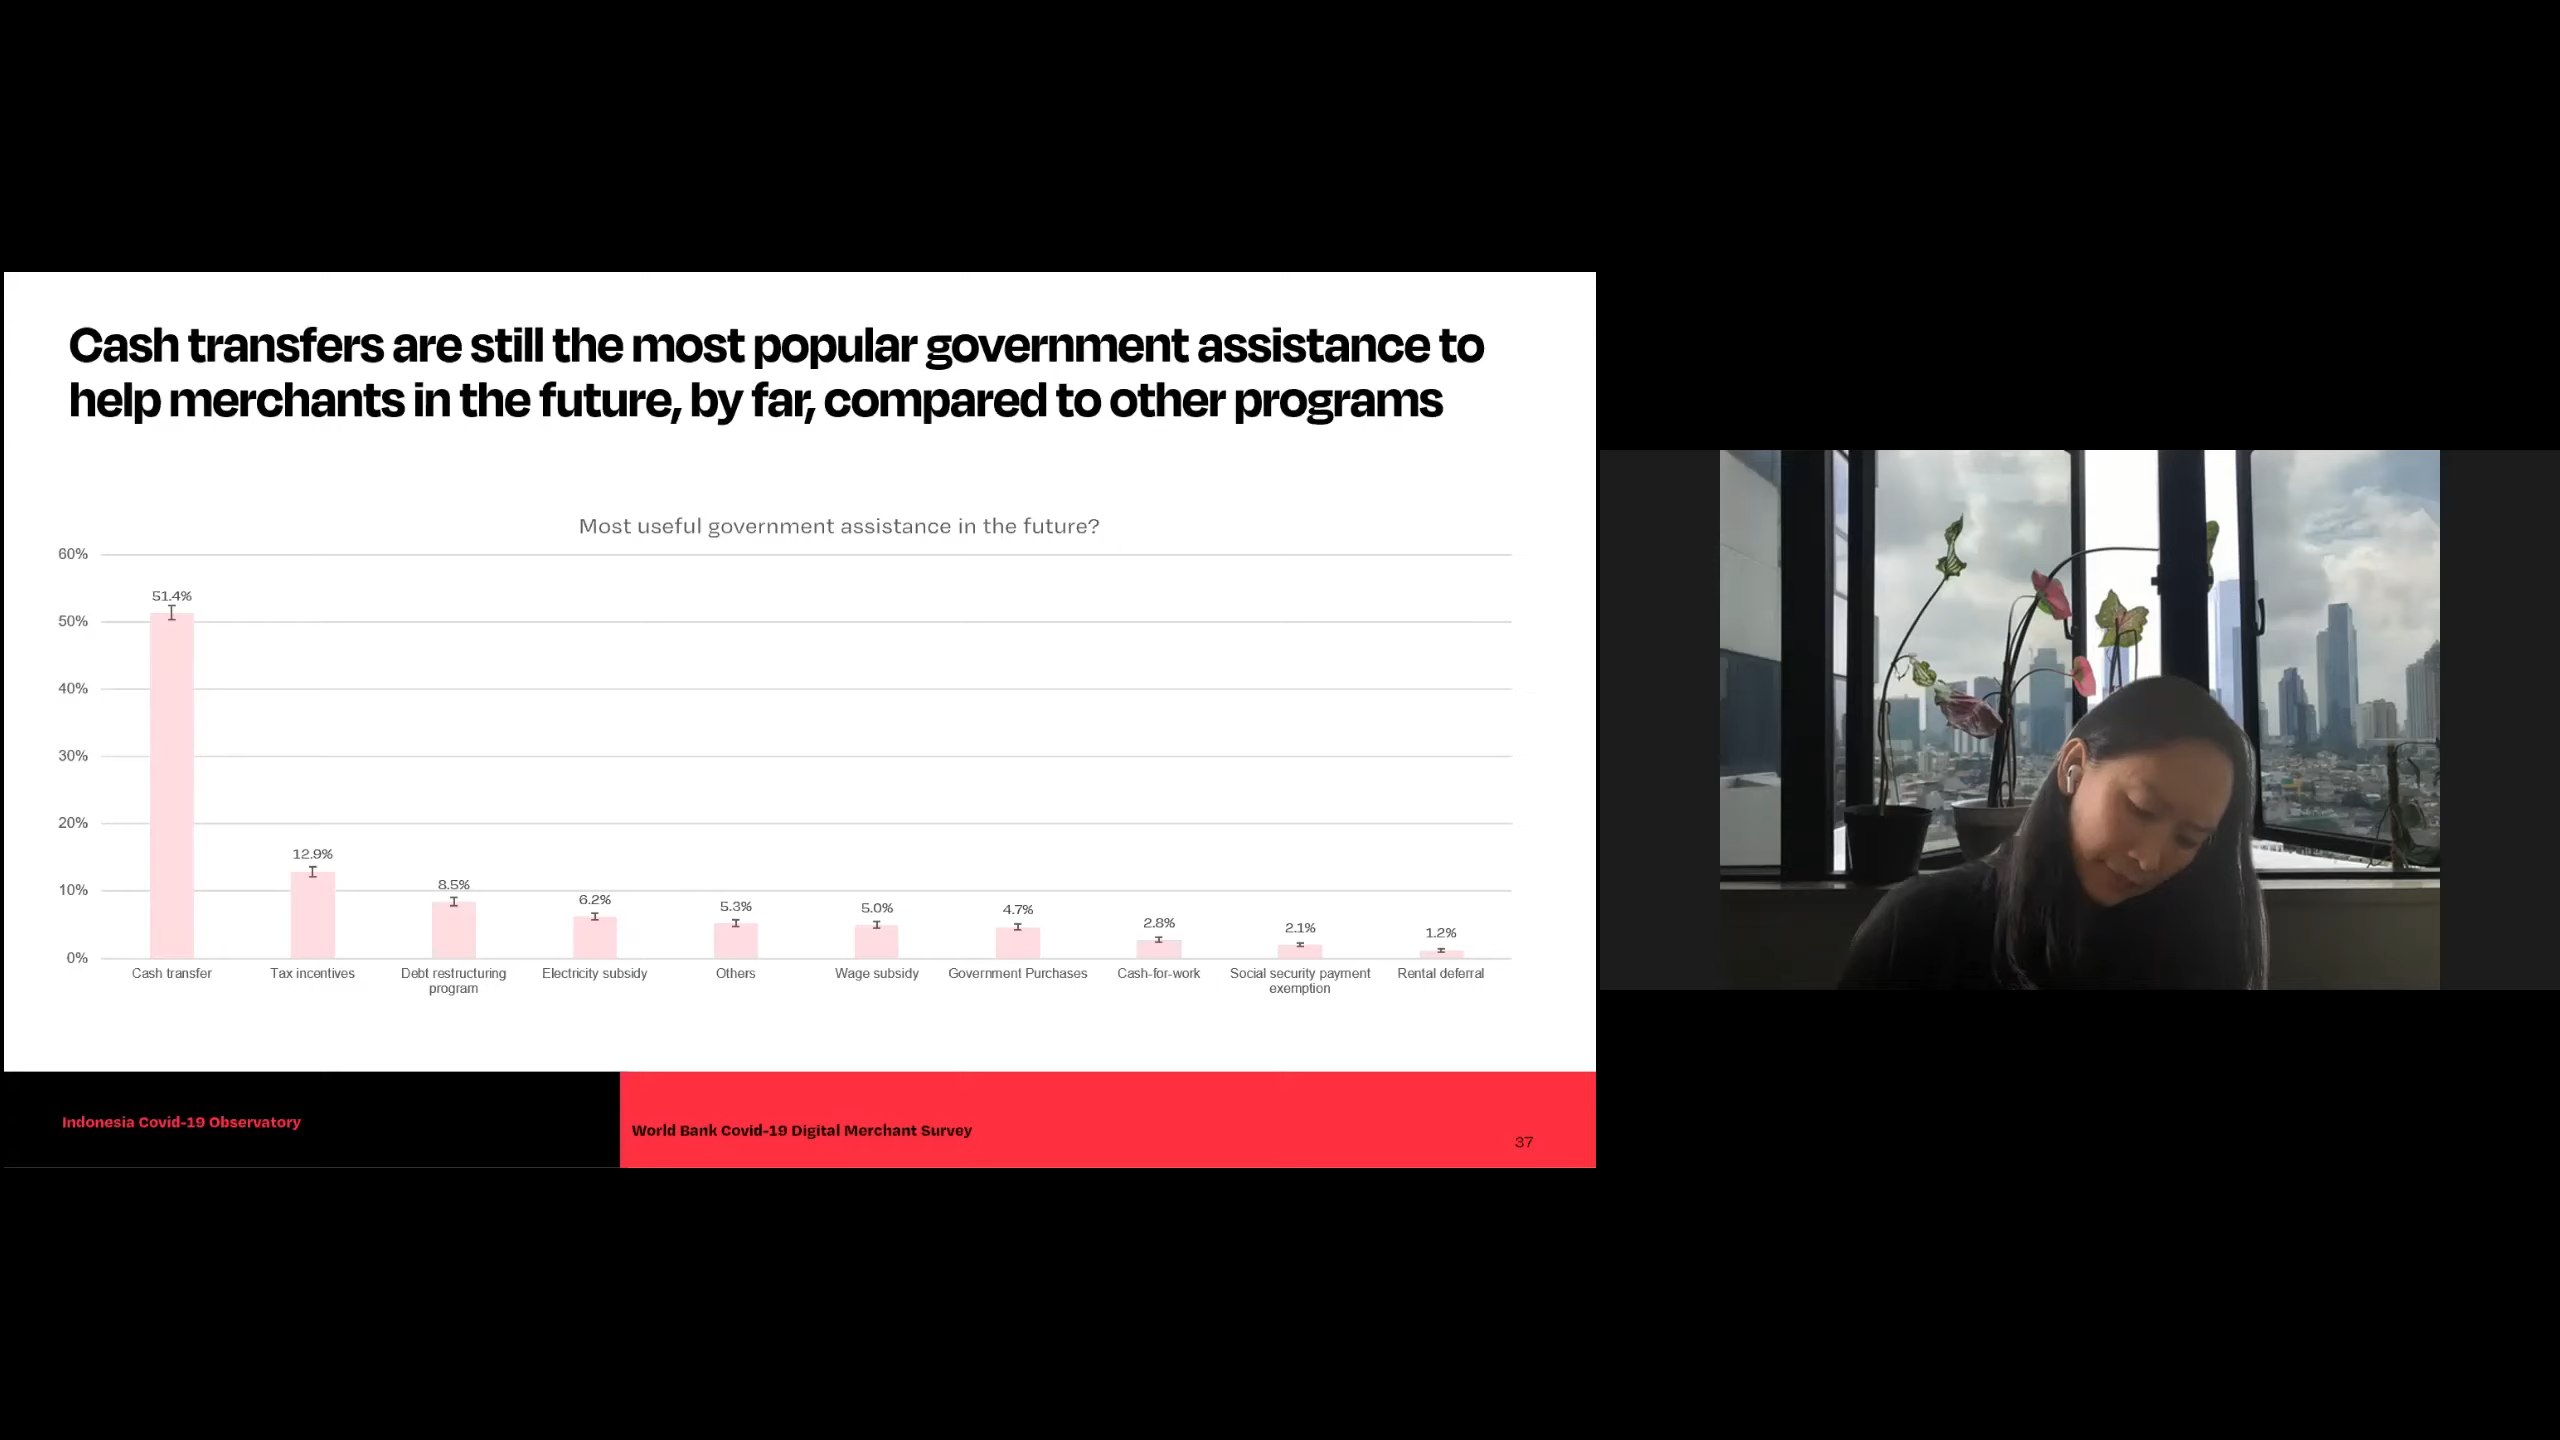 Cash transfers are still the most popular government assistance to
help merchants in the future, by far, compared to other programs
Most useful government assistance in the future?
60%
50%
40%
30%
20%
10%
0%
51.4%
12.9%
8.5%
6.2%
5.3%
5.0%
4.7%
2.8%
2.1%
1.2%
Cash transfer
Tax incentives
Debt restructuring
program
Electricity subsidy
Others
Wage subsidy
Government Purchases
Cash-for-work
Social security payment
exemption
Rental deferral
Indonesia Covid-19 Observatory
World Bank Covid-19 Digital Merchant Survey
37